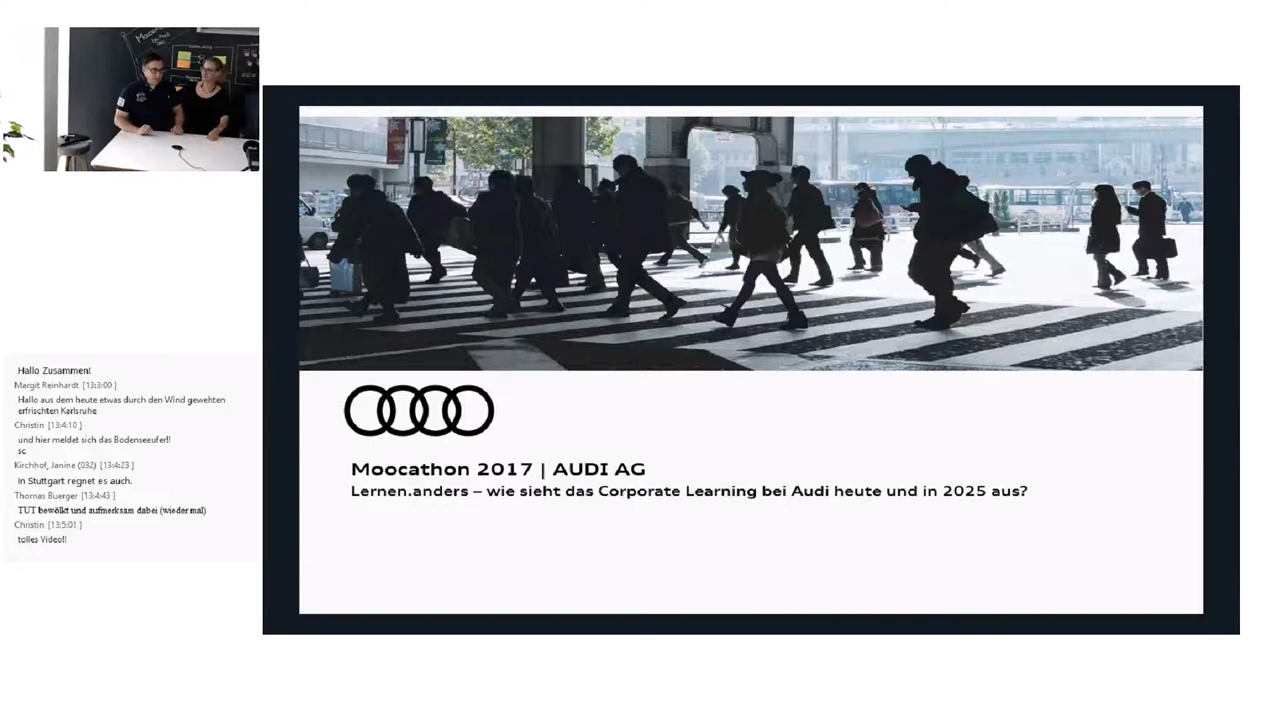 Hallo Zusammen!
Margit Reinhardt [13:3:00 ]
Hallo aus dem heute etwas durch den Wind gewehten
erfrischten Karlsruhe
Christin [13:4:10 ]
und hier meldet sich das Bodenseeufer!!
sc
Kirchhof, Janine (032) [13:4:23 ]
in Stuttgart regnet es auch.
Thomas Buerger [13:4:43 ]
TUT bewölkt und aufmerksam dabei (wieder mal)
Christin [13:5:01 ]
tolles Video!!
Moocathon 2017 | AUDI AG
Lernen.anders – wie sieht das Corporate Learning bei Audi heute und in 2025 aus?